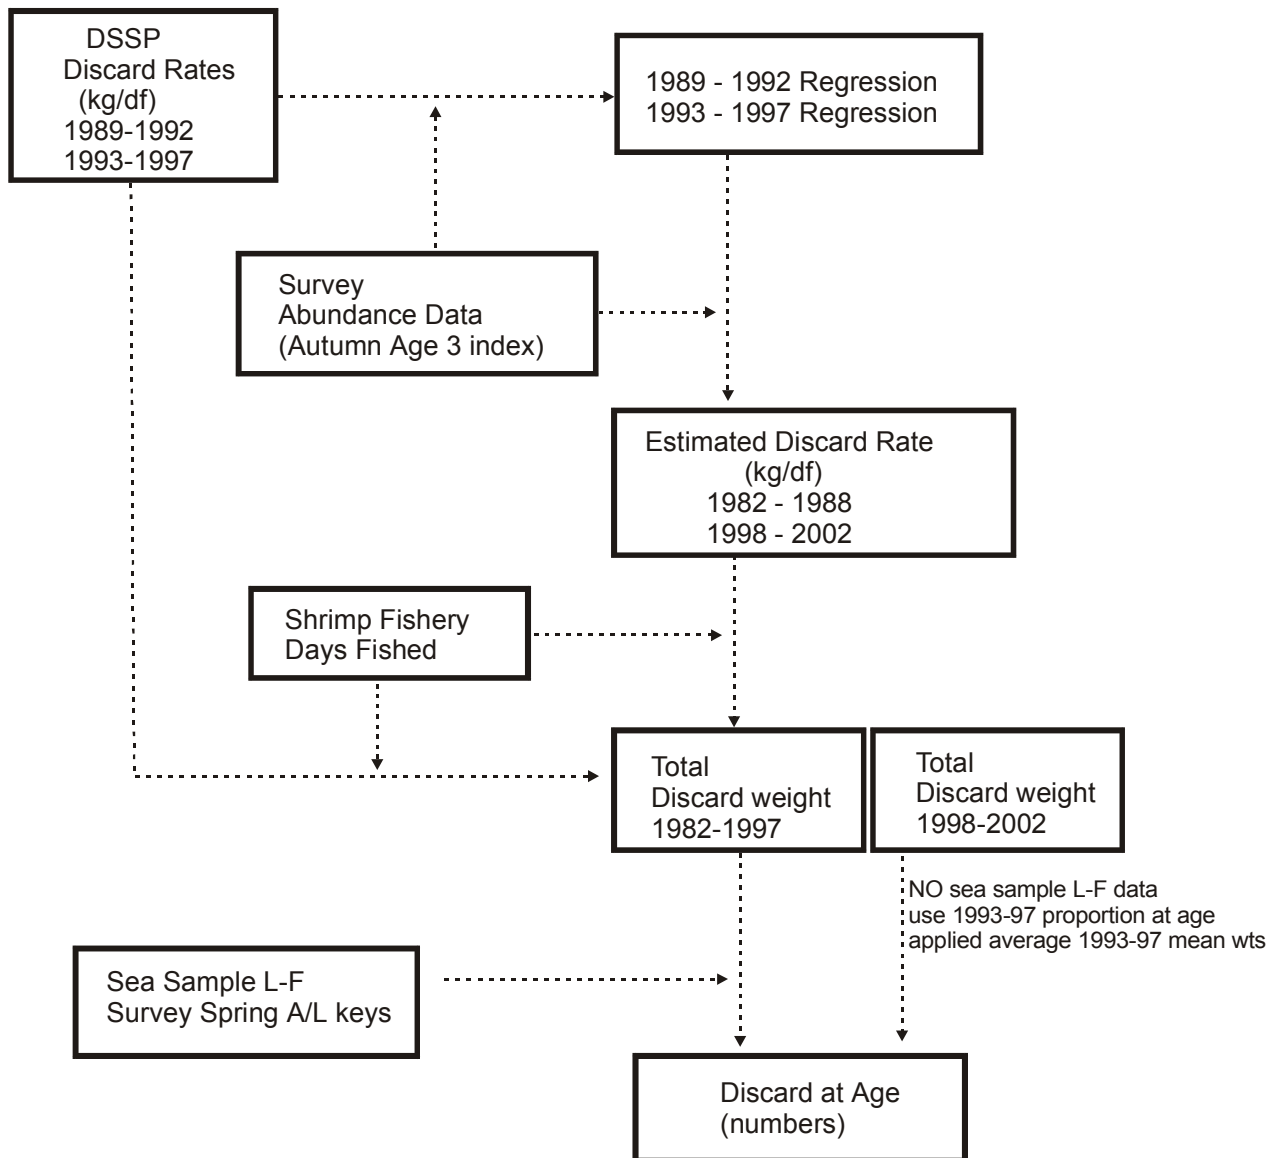 DSSP
Discard Rates
(kg/df)
1989-1992
1993-1997
1989 - 1992 Regression
1993 - 1997 Regression
Survey
Abundance Data
(Autumn Age 3 index)
Estimated Discard Rate
(kg/df)
1982 - 1988
1998 - 2002
Shrimp Fishery
Days Fished
Total
Discard weight
1982-1997
Total
Discard weight
1998-2002
NO sea sample L-F data
use 1993-97 proportion at age
applied average 1993-97 mean wts
Sea Sample L-F
Survey Spring A/L keys
Discard at Age
(numbers)